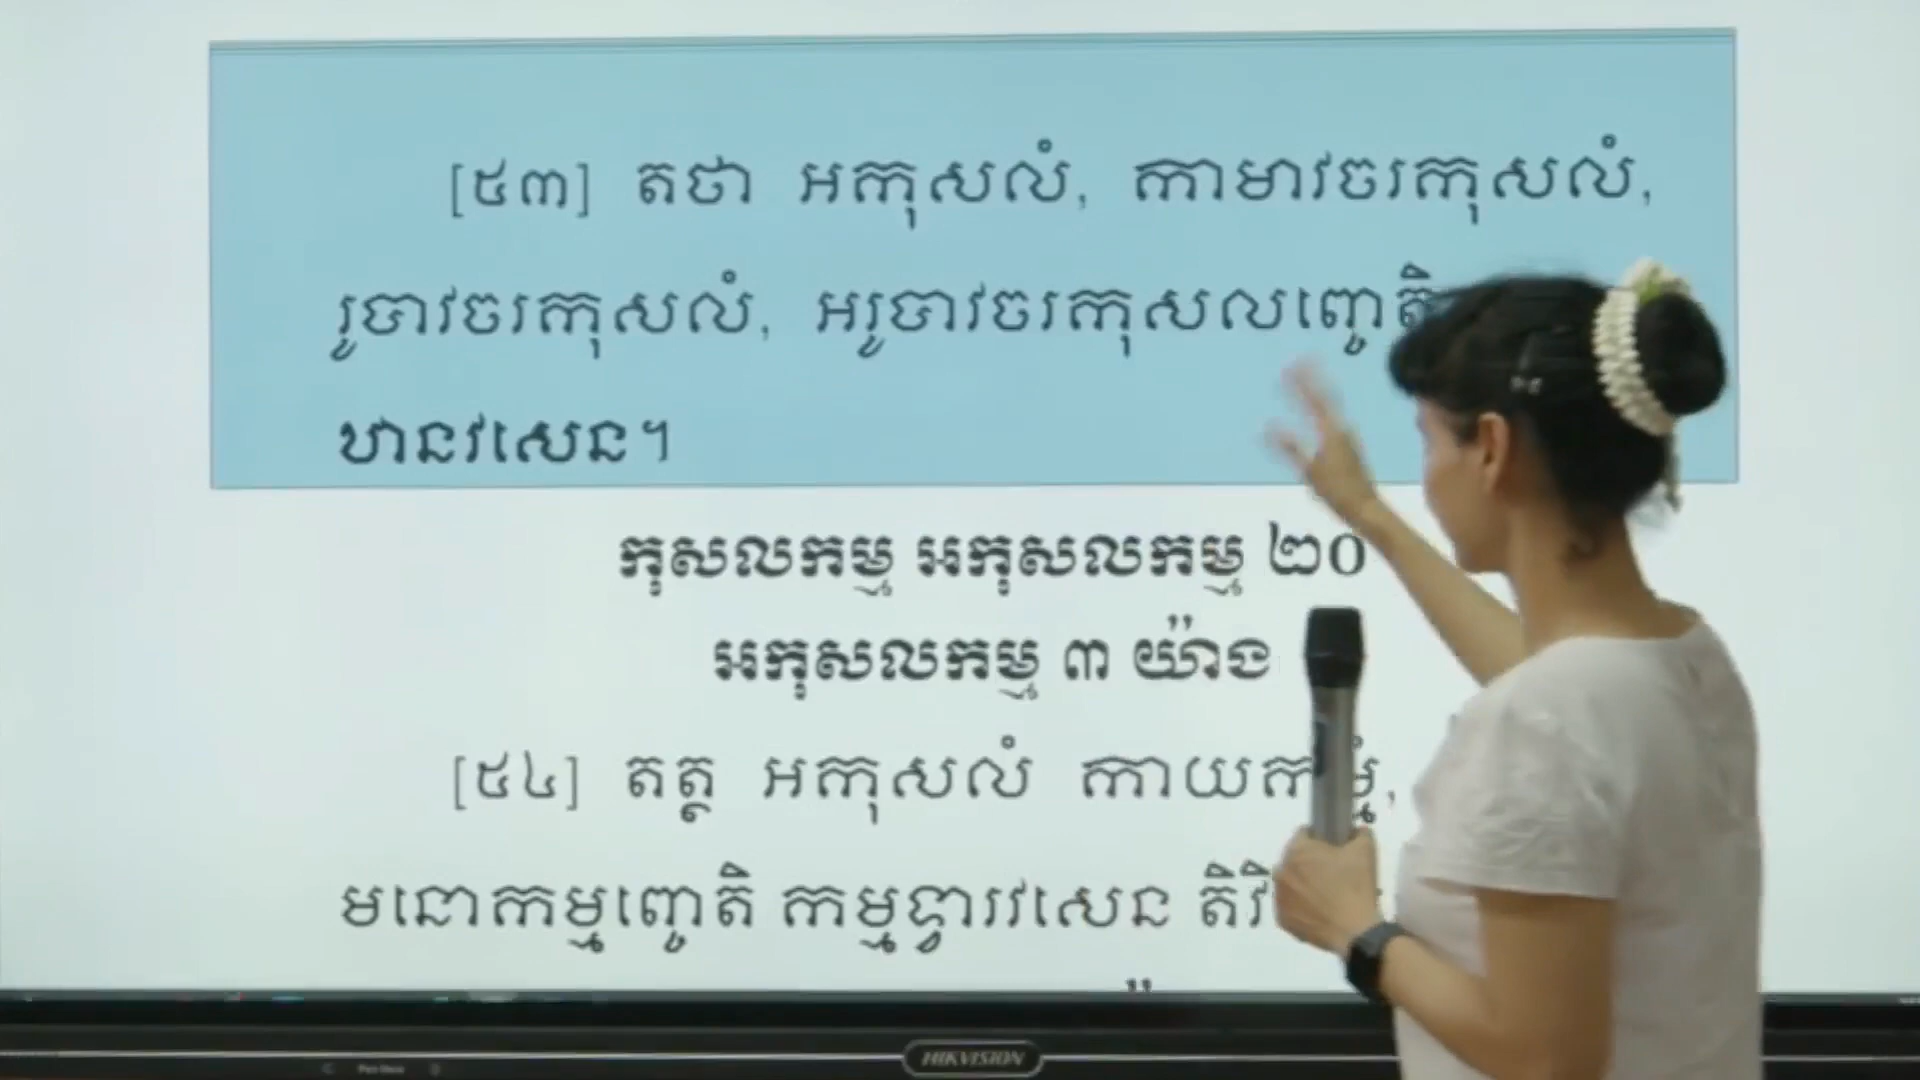 [៥៣] តថា អកុសលំ, កាមាវចរកុសលំ,
រូបាវចរកុសលំ, អរូបាវចរកុសលញ្ចេតិ
ឋានវសេន។
កុសលកម្ម អកុសលកម្ម ២០
អកុសលកម្ម ៣ យ៉ាង
[៥៤] តត្ថ អកុសលំ កាយកម្មំ,
មនោកម្មញ្ចេតិ កម្មទ្វារវសេន
HIKVISION